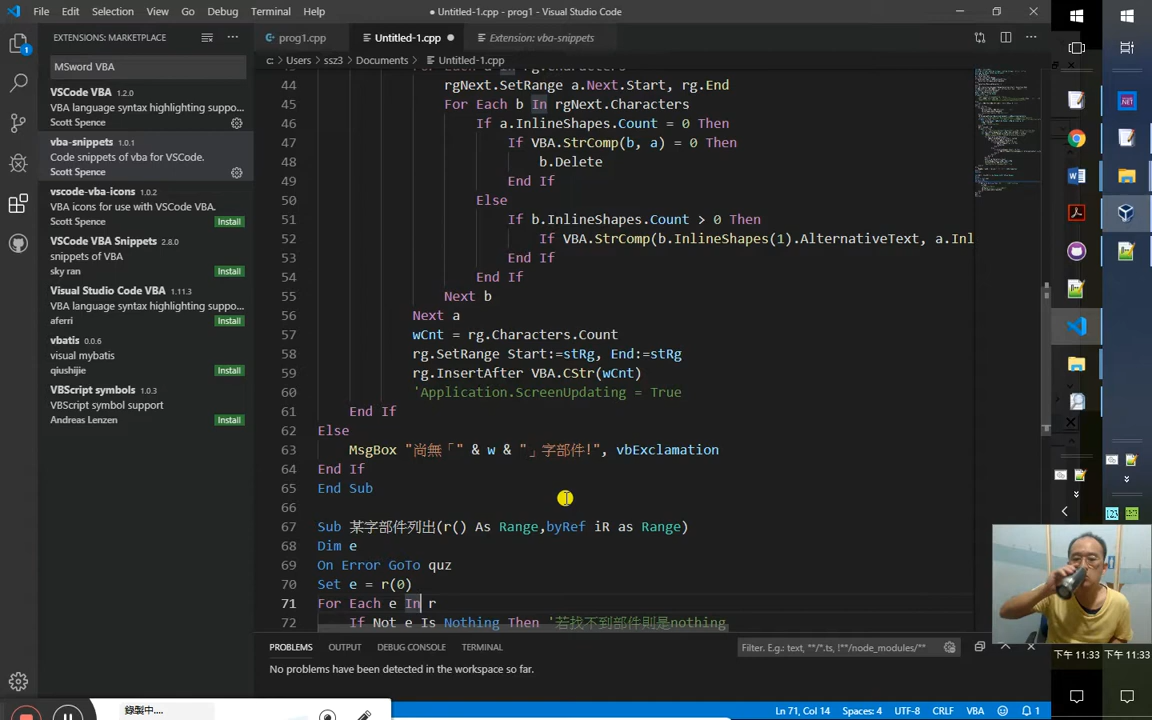 File Edit Selection View Go Debug Terminal Help
● Untitled-1.cpp - prog1 - Visual Studio Code
EXTENSIONS: MARKETPLACE
prog1.cpp
Untitled-1.cpp ●
Extension: vba-snippets
c: > Users > ssz3 > Documents > Untitled-1.cpp
MSword VBA
VSCode VBA 1.2.0
VBA language syntax highlighting suppo...
Scott Spence
vba-snippets 1.0.1
Code snippets of vba for VSCode.
Scott Spence
vscode-vba-icons 1.0.2
VBA icons for use with VSCode VBA.
Scott Spence Install
VSCode VBA Snippets 2.8.0
snippets of VBA
sky ran Install
Visual Studio Code VBA 1.11.3
VBA language syntax highlighting suppo...
aferri Install
vbatis 0.0.6
visual mybatis
qiushijie Install
VBScript symbols 1.0.3
VBScript symbol support
Andreas Lenzen Install
44 rgNext.SetRange a.Next.Start, rg.End
45 For Each b In rgNext.Characters
46 If a.InlineShapes.Count = 0 Then
47 If VBA.StrComp(b, a) = 0 Then
48 b.Delete
49 End If
50 Else
51 If b.InlineShapes.Count > 0 Then
52 If VBA.StrComp(b.InlineShapes(1).AlternativeText, a.Inl
53 End If
54 End If
55 Next b
56 Next a
57 wCnt = rg.Characters.Count
58 rg.SetRange Start:=stRg, End:=stRg
59 rg.InsertAfter VBA.CStr(wCnt)
60 'Application.ScreenUpdating = True
61 End If
62 Else
63 MsgBox "尚無「" & w & "」字部件!", vbExclamation
64 End If
65 End Sub
66
67 Sub 某字部件列出(r() As Range,byRef iR as Range)
68 Dim e
69 On Error GoTo quz
70 Set e = r(0)
71 For Each e In r
72 If Not e Is Nothing Then '若找不到部件則是nothing
PROBLEMS OUTPUT DEBUG CONSOLE TERMINAL
Filter. E.g.: text, **/*.ts, !**/node_modules/**
No problems have been detected in the workspace so far.
錄製中....
Ln 71, Col 14 Spaces: 4 UTF-8 CRLF VBA 1
下午 11:33 下午 11:33